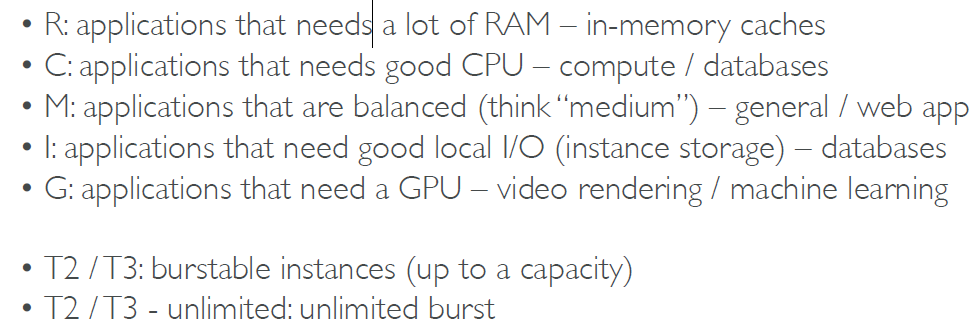 • R: applications that needs a lot of RAM – in-memory caches
• C: applications that needs good CPU – compute / databases
• M: applications that are balanced (think “medium”) – general / web app
• I: applications that need good local I/O (instance storage) – databases
• G: applications that need a GPU – video rendering / machine learning
• T2 / T3: burstable instances (up to a capacity)
• T2 / T3 - unlimited: unlimited burst